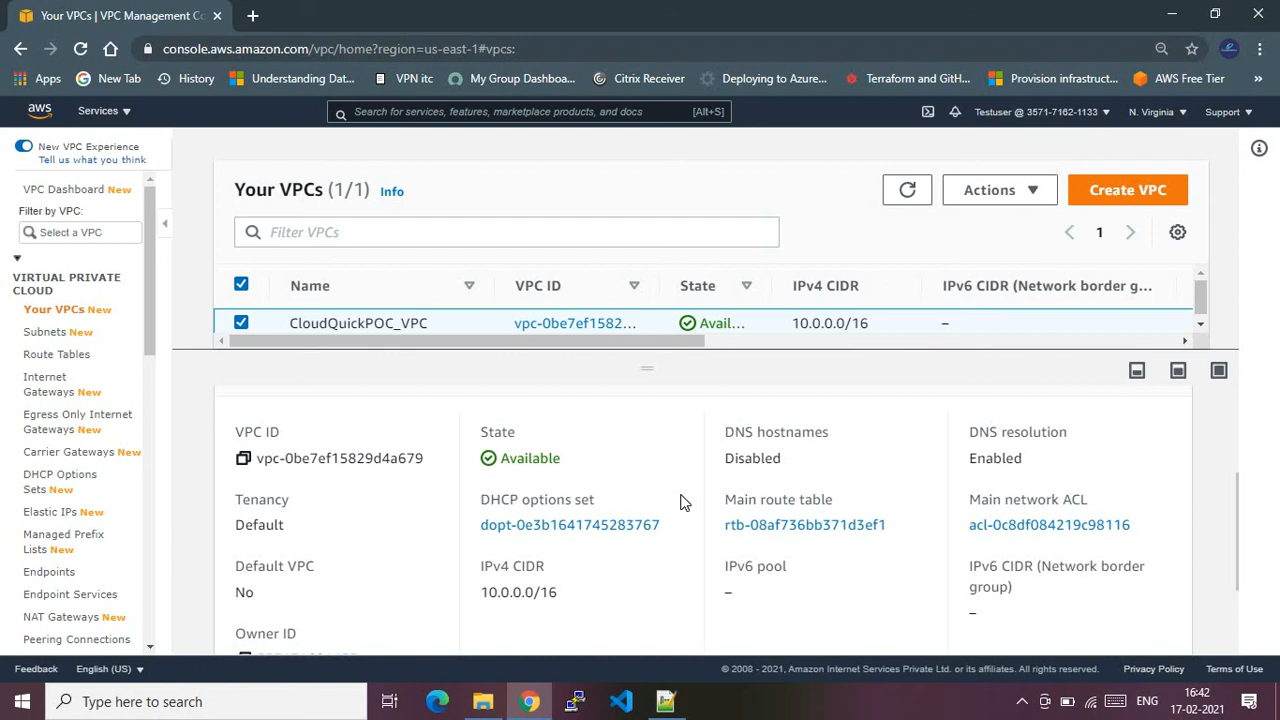 Your VPCs | VPC Management Co
console.aws.amazon.com/vpc/home?region=us-east-1#vpcs:
Apps
New Tab
History
Understanding Dat...
VPN itc
My Group Dashboa...
Citrix Receiver
Deploying to Azure...
Terraform and GitH...
Provision infrastruct...
AWS Free Tier
»
aws
Services
Search for services, features, marketplace products, and docs
[Alt+S]
Testuser @ 3571-7162-1133
N. Virginia
Support
New VPC Experience
Tell us what you think
VPC Dashboard New
Filter by VPC:
Select a VPC
VIRTUAL PRIVATE
CLOUD
Your VPCs New
Subnets New
Route Tables
Internet
Gateways New
Egress Only Internet
Gateways New
Carrier Gateways New
DHCP Options
Sets New
Elastic IPs New
Managed Prefix
Lists New
Endpoints
Endpoint Services
NAT Gateways New
Peering Connections
Your VPCs (1/1) Info
Actions
Create VPC
Filter VPCs
1
Name
VPC ID
State
IPv4 CIDR
IPv6 CIDR (Network border g...
CloudQuickPOC_VPC
vpc-0be7ef1582...
Avail...
10.0.0.0/16
–
VPC ID
vpc-0be7ef15829d4a679
State
Available
DNS hostnames
Disabled
DNS resolution
Enabled
Tenancy
Default
DHCP options set
dopt-0e3b1641745283767
Main route table
rtb-08af736bb371d3ef1
Main network ACL
acl-0c8df084219c98116
Default VPC
No
IPv4 CIDR
10.0.0.0/16
IPv6 pool
–
IPv6 CIDR (Network border
group)
–
Owner ID
Feedback
English (US)
© 2008 - 2021, Amazon Internet Services Private Ltd. or its affiliates. All rights reserved.
Privacy Policy
Terms of Use
Type here to search
ENG
16:42
17-02-2021